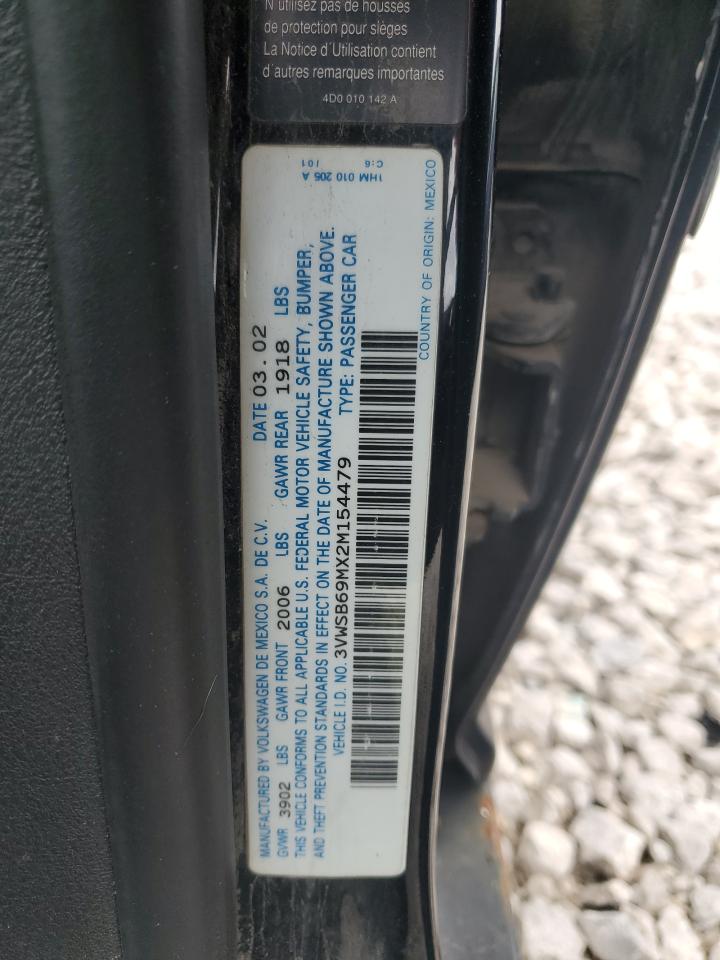 N'utilisez pas de housses
de protection pour sièges
La Notice d'Utilisation contient
d'autres remarques importantes
4D0 010 142 A
MANUFACTURED BY VOLKSWAGEN DE MEXICO S.A. DE C.V. DATE 03.02
GVWR 3902 LBS GAWR FRONT 2006 LBS GAWR REAR 1918 LBS
THIS VEHICLE CONFORMS TO ALL APPLICABLE U.S. FEDERAL MOTOR VEHICLE SAFETY, BUMPER,
AND THEFT PREVENTION STANDARDS IN EFFECT ON THE DATE OF MANUFACTURE SHOWN ABOVE.
VEHICLE I.D. NO. 3VWSB69MX2M154479 TYPE: PASSENGER CAR
COUNTRY OF ORIGIN: MEXICO
1HM 010 205 A
C:6 / 01